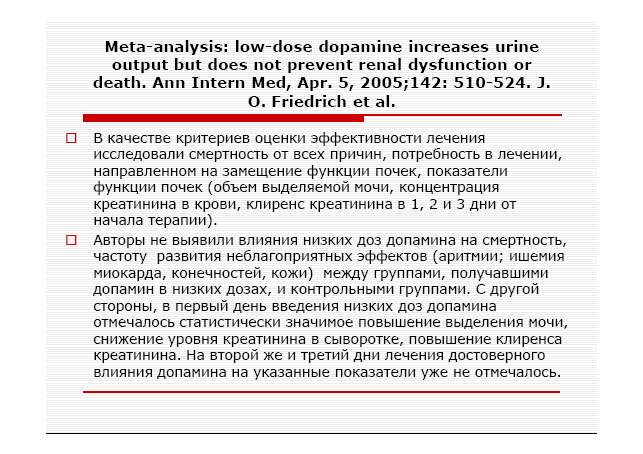 Meta-analysis: low-dose dopamine increases urine
output but does not prevent renal dysfunction or
death. Ann Intern Med, Apr. 5, 2005;142: 510-524. J.
O. Friedrich et al.
В качестве критериев оценки эффективности лечения
исследовали смертность от всех причин, потребность в лечении,
направленном на замещение функции почек, показатели
функции почек (объем выделяемой мочи, концентрация
креатинина в крови, клиренс креатинина в 1, 2 и 3 дни от
начала терапии).
Авторы не выявили влияния низких доз допамина на смертность,
частоту развития неблагоприятных эффектов (аритмии; ишемия
миокарда, конечностей, кожи) между группами, получавшими
допамин в низких дозах, и контрольными группами. С другой
стороны, в первый день введения низких доз допамина
отмечалось статистически значимое повышение выделения мочи,
снижение уровня креатинина в сыворотке, повышение клиренса
креатинина. На второй же и третий дни лечения достоверного
влияния допамина на указанные показатели уже не отмечалось.